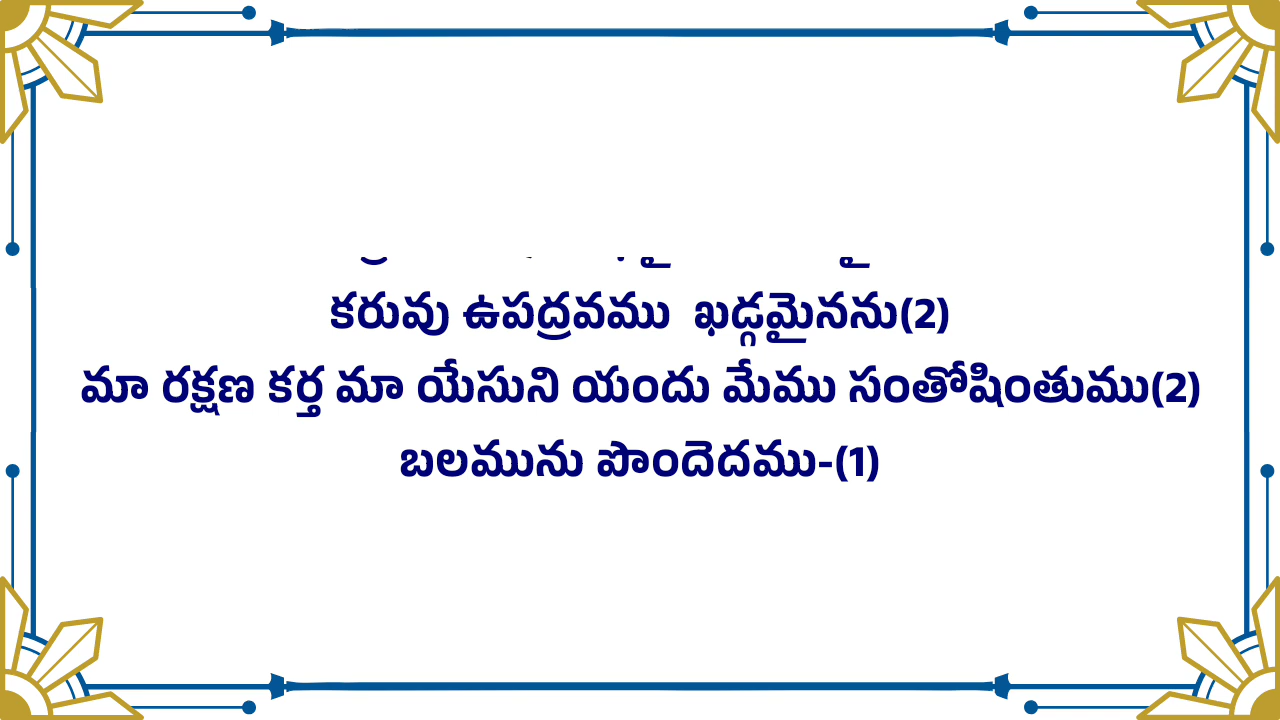 కరువు ఉపద్రవము ఖడ్గమైనను(2)
మా రక్షణ కర్త మా యేసుని యందు మేము సంతోషింతుము(2)
బలమును పొందెదము-(1)